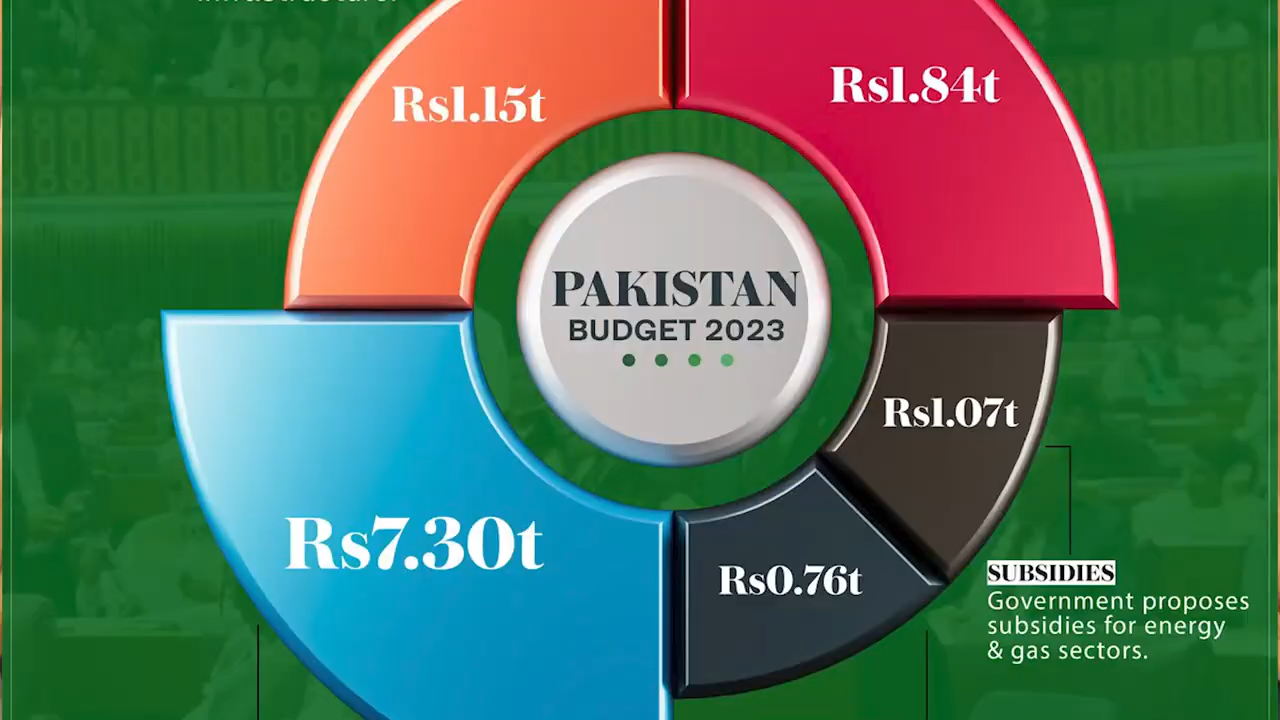 Rs1.15t
Rs1.84t
PAKISTAN
BUDGET 2023
Rs1.07t
Rs7.30t
Rs0.76t
SUBSIDIES
Government proposes
subsidies for energy
& gas sectors.